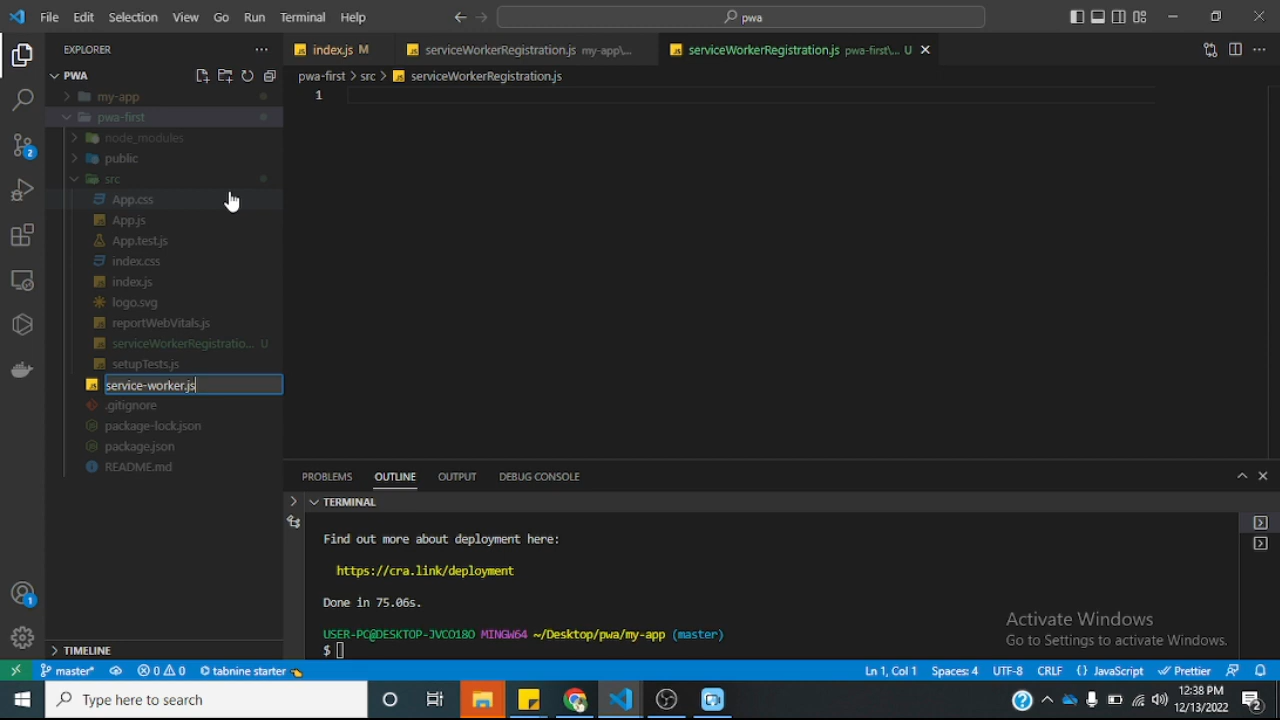 File Edit Selection View Go Run Terminal Help
pwa
EXPLORER
index.js M
serviceWorkerRegistration.js my-app\...
serviceWorkerRegistration.js pwa-first\... U
PWA
pwa-first > src > serviceWorkerRegistration.js
my-app
1
pwa-first
node_modules
public
src
App.css
App.js
App.test.js
index.css
index.js
logo.svg
reportWebVitals.js
serviceWorkerRegistratio... U
setupTests.js
service-worker.js
.gitignore
package-lock.json
package.json
README.md
2
1
PROBLEMS OUTLINE OUTPUT DEBUG CONSOLE
TERMINAL
Find out more about deployment here:
https://cra.link/deployment
Done in 75.06s.
USER-PC@DESKTOP-JVCO18O MINGW64 ~/Desktop/pwa/my-app (master)
$
Activate Windows
Go to Settings to activate Windows.
TIMELINE
master* 0 0 tabnine starter
Ln 1, Col 1 Spaces: 4 UTF-8 CRLF {} JavaScript Prettier
Type here to search
12:38 PM
12/13/2022
2